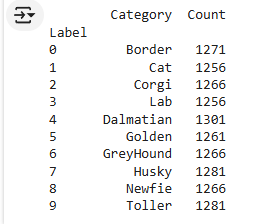 Category Count
Label
0 Border 1271
1 Cat 1256
2 Corgi 1266
3 Lab 1256
4 Dalmatian 1301
5 Golden 1261
6 GreyHound 1266
7 Husky 1281
8 Newfie 1266
9 Toller 1281